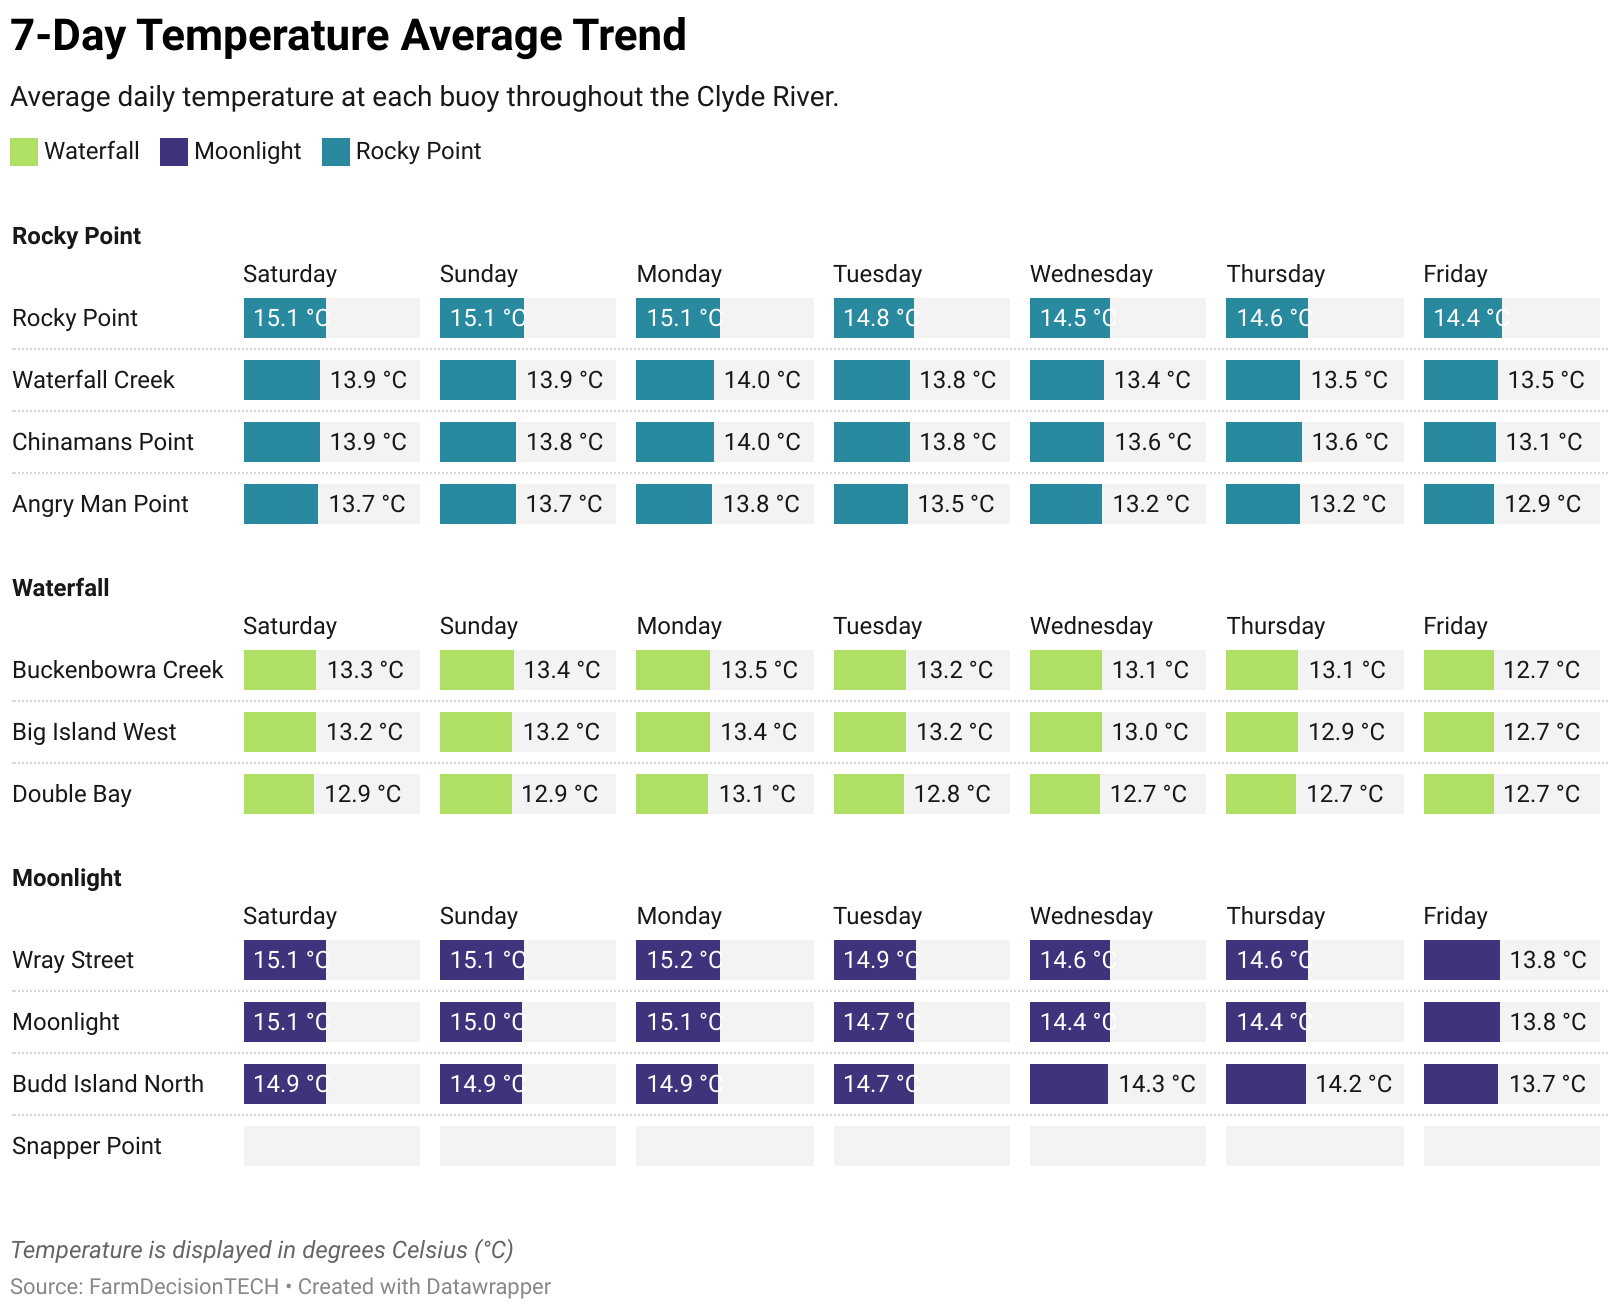 7-Day Temperature Average Trend
Average daily temperature at each buoy throughout the Clyde River.
Waterfall Moonlight Rocky Point
Rocky Point
Saturday Sunday Monday Tuesday Wednesday Thursday Friday
Rocky Point 15.1 °C 15.1 °C 15.1 °C 14.8 °C 14.5 °C 14.6 °C 14.4 °C
Waterfall Creek 13.9 °C 13.9 °C 14.0 °C 13.8 °C 13.4 °C 13.5 °C 13.5 °C
Chinamans Point 13.9 °C 13.8 °C 14.0 °C 13.8 °C 13.6 °C 13.6 °C 13.1 °C
Angry Man Point 13.7 °C 13.7 °C 13.8 °C 13.5 °C 13.2 °C 13.2 °C 12.9 °C
Waterfall
Saturday Sunday Monday Tuesday Wednesday Thursday Friday
Buckenbowra Creek 13.3 °C 13.4 °C 13.5 °C 13.2 °C 13.1 °C 13.1 °C 12.7 °C
Big Island West 13.2 °C 13.2 °C 13.4 °C 13.2 °C 13.0 °C 12.9 °C 12.7 °C
Double Bay 12.9 °C 12.9 °C 13.1 °C 12.8 °C 12.7 °C 12.7 °C 12.7 °C
Moonlight
Saturday Sunday Monday Tuesday Wednesday Thursday Friday
Wray Street 15.1 °C 15.1 °C 15.2 °C 14.9 °C 14.6 °C 14.6 °C 13.8 °C
Moonlight 15.1 °C 15.0 °C 15.1 °C 14.7 °C 14.4 °C 14.4 °C 13.8 °C
Budd Island North 14.9 °C 14.9 °C 14.9 °C 14.7 °C 14.3 °C 14.2 °C 13.7 °C
Snapper Point
Temperature is displayed in degrees Celsius (°C)
Source: FarmDecisionTECH • Created with Datawrapper